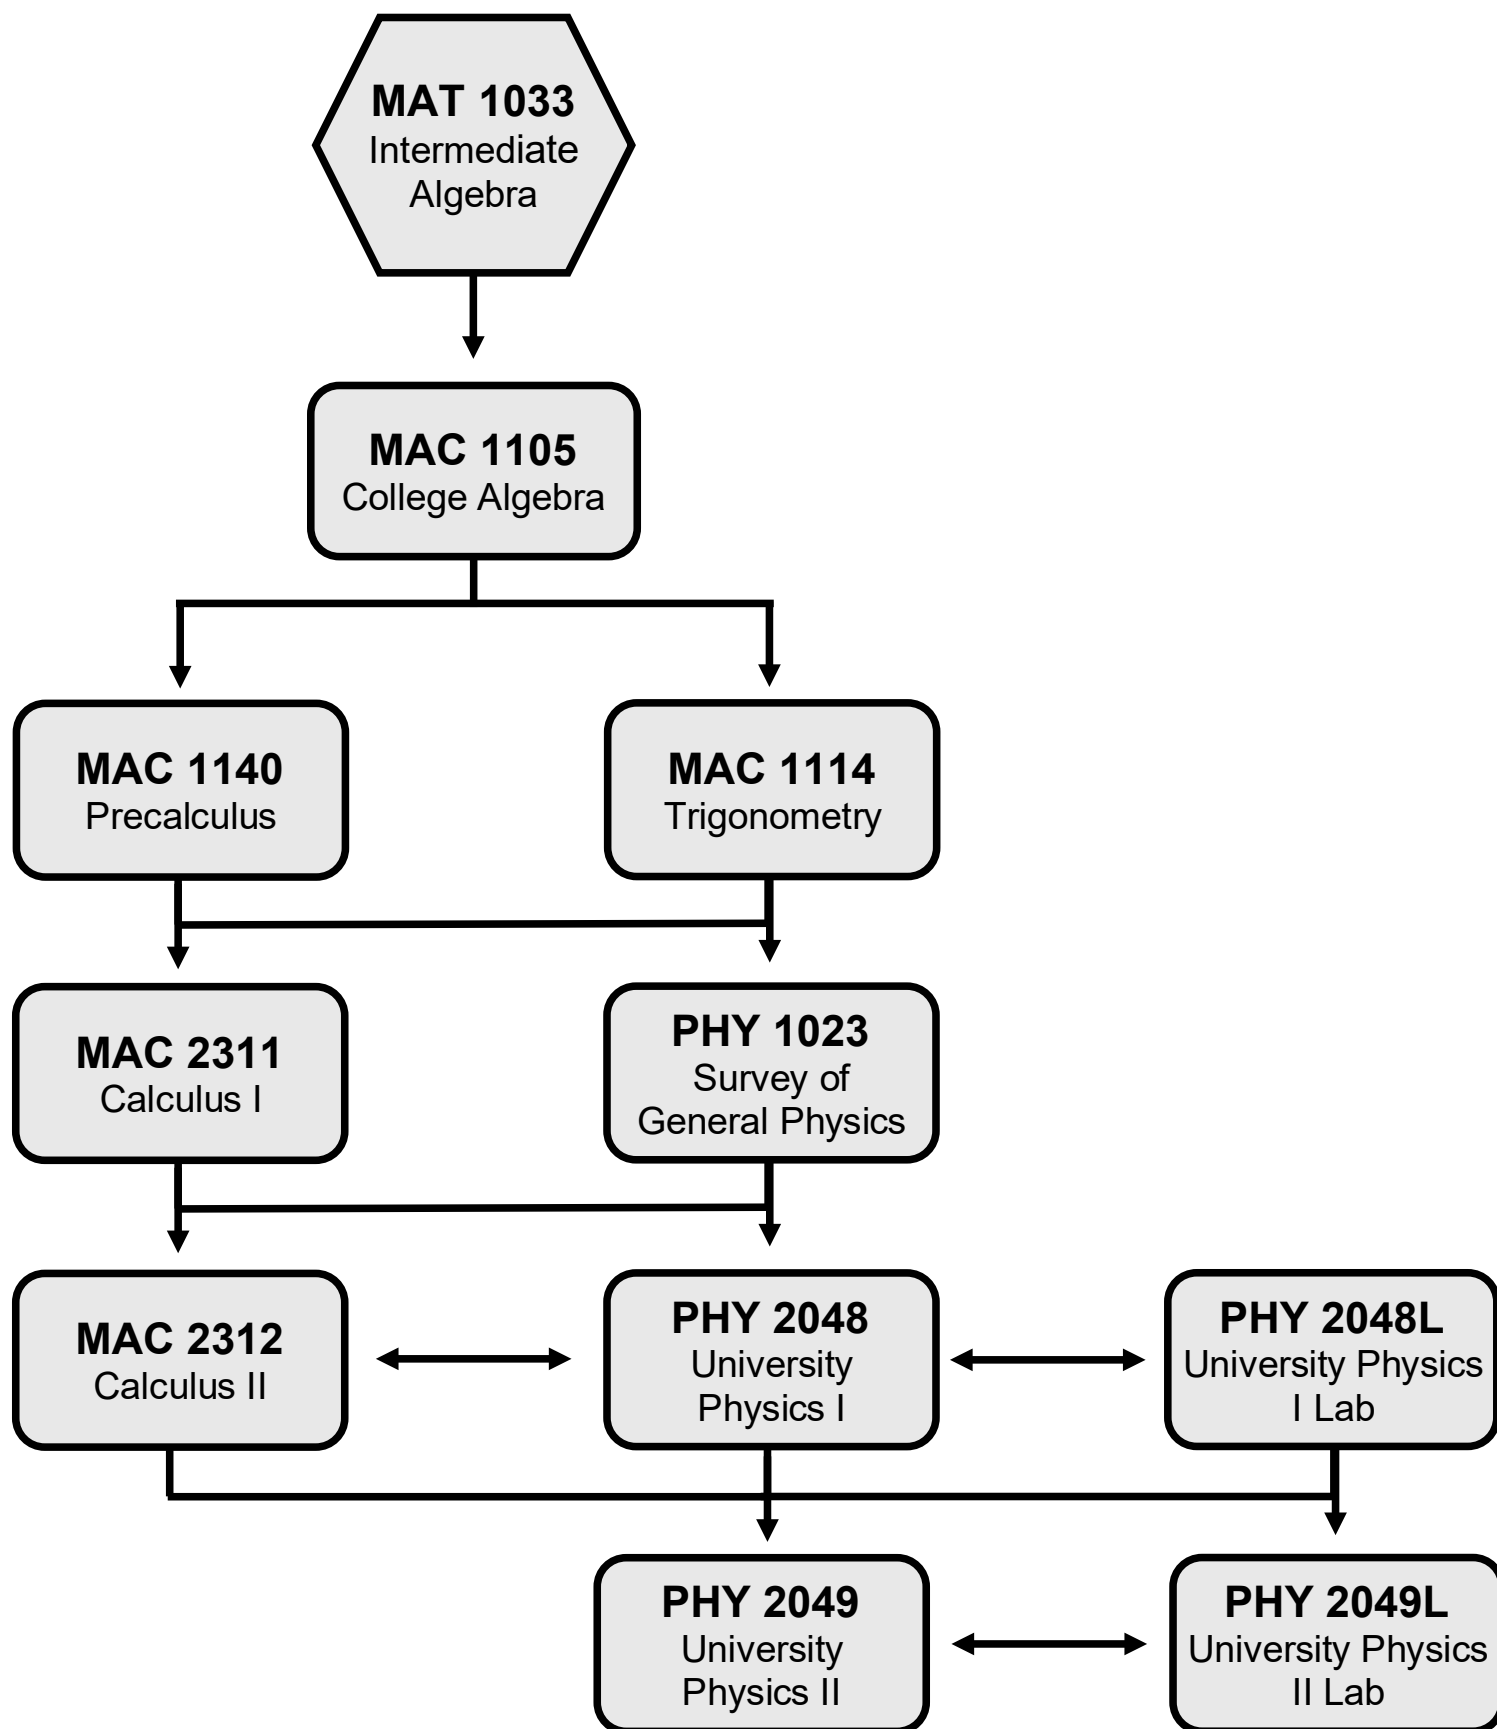 MAT 1033
Intermediate
Algebra
MAC 1105
College Algebra
MAC 1140
Precalculus
MAC 1114
Trigonometry
MAC 2311
Calculus I
PHY 1023
Survey of
General Physics
MAC 2312
Calculus II
PHY 2048
University
Physics I
PHY 2048L
University Physics
I Lab
PHY 2049
University
Physics II
PHY 2049L
University Physics
II Lab